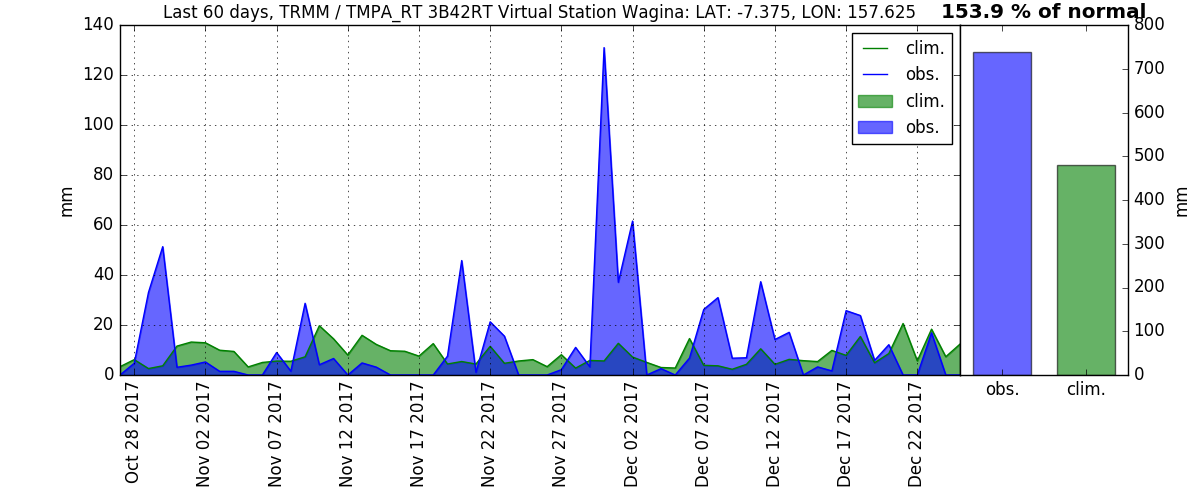 Last 60 days, TRMM / TMPA_RT 3B42RT Virtual Station Wagina: LAT: -7.375, LON: 157.625
153.9 % of normal
140
120
100
80
60
40
20
0
mm
clim.
obs.
clim.
obs.
800
700
600
500
400
300
200
100
0
mm
obs.
clim.
Oct 28 2017
Nov 02 2017
Nov 07 2017
Nov 12 2017
Nov 17 2017
Nov 22 2017
Nov 27 2017
Dec 02 2017
Dec 07 2017
Dec 12 2017
Dec 17 2017
Dec 22 2017